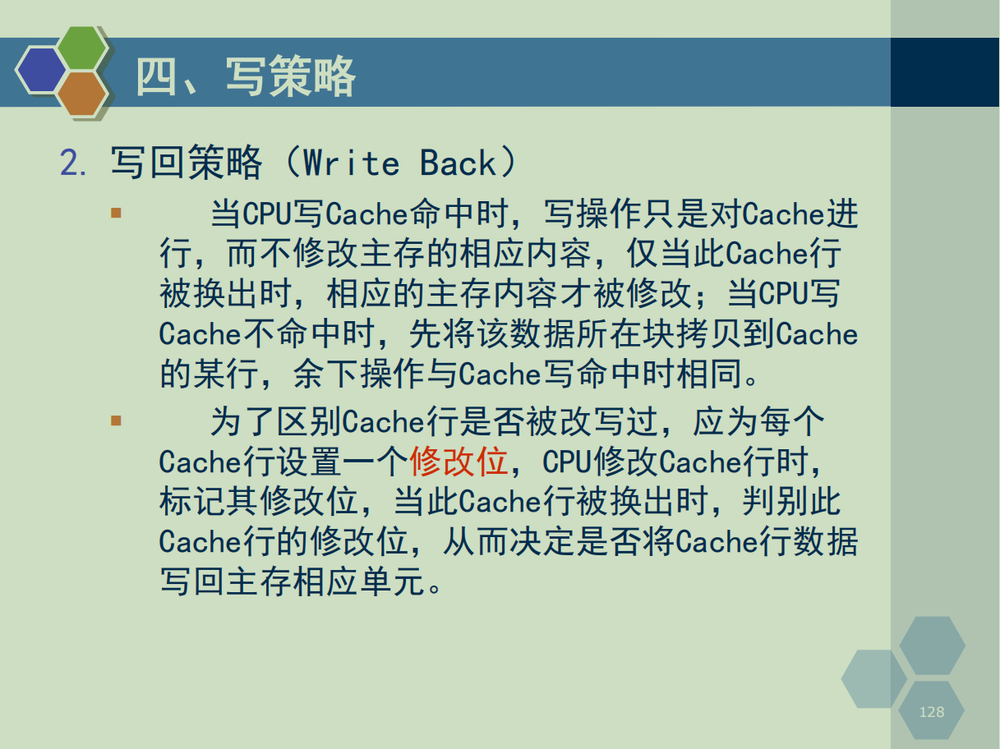 四、写策略
2. 写回策略（Write Back）
当CPU写Cache命中时，写操作只是对Cache进
行，而不修改主存的相应内容，仅当此Cache行
被换出时，相应的主存内容才被修改；当CPU写
Cache不命中时，先将该数据所在块拷贝到Cache
的某行，余下操作与Cache写命中时相同。
为了区别Cache行是否被改写过，应为每个
Cache行设置一个修改位，CPU修改Cache行时，
标记其修改位，当此Cache行被换出时，判别此
Cache行的修改位，从而决定是否将Cache行数据
写回主存相应单元。
128